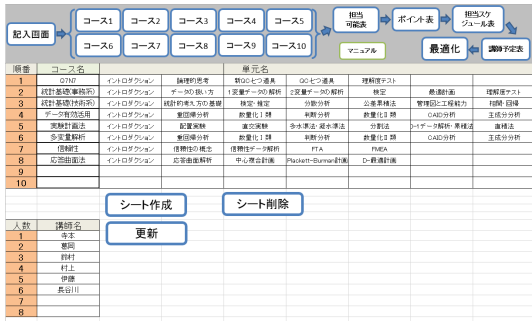 記入画面
コース1 コース2 コース3 コース4 コース5
コース6 コース7 コース8 コース9 コース10
担当可能表
ポイント表
担当スケジュール表
マニュアル
最適化
講師予定表
順番 コース名 単元名
1 Q7N7 イントロダクション 論理的思考 新QC七つ道具 QC七つ道具 理解度テスト
2 統計基礎(事務系) イントロダクション データの扱い方 1変量データの解析 2変量データの解析 検定 最適計画 理解度テスト
3 統計基礎(技術系) イントロダクション 統計的考え方の基礎 検定・推定 分散分析 公差累積法 管理図と工程能力 相関・回帰
4 データ有効活用 イントロダクション 重回帰分析 数量化Ⅰ類 判断分析 数量化Ⅱ類 CAID分析 主成分分析
5 実験計画法 イントロダクション 配置実験 直交実験 多水準法・擬水準法 分割法 データ解析・累積法 直積法
6 多変量解析 イントロダクション 重回帰分析 数量化Ⅰ類 判断分析 数量化Ⅱ類 CAID分析 主成分分析
7 信頼性 イントロダクション 信頼性の概念 信頼性データ解析 FTA FMEA
8 応答曲面法 イントロダクション 応答曲面解析 中心複合計画 Plackett-Burman計画 D-最適計画
9
10
シート作成 シート削除
更新
人数 講師名
1 寺本
2 葛岡
3 鈴村
4 村上
5 伊藤
6 長谷川
7
8